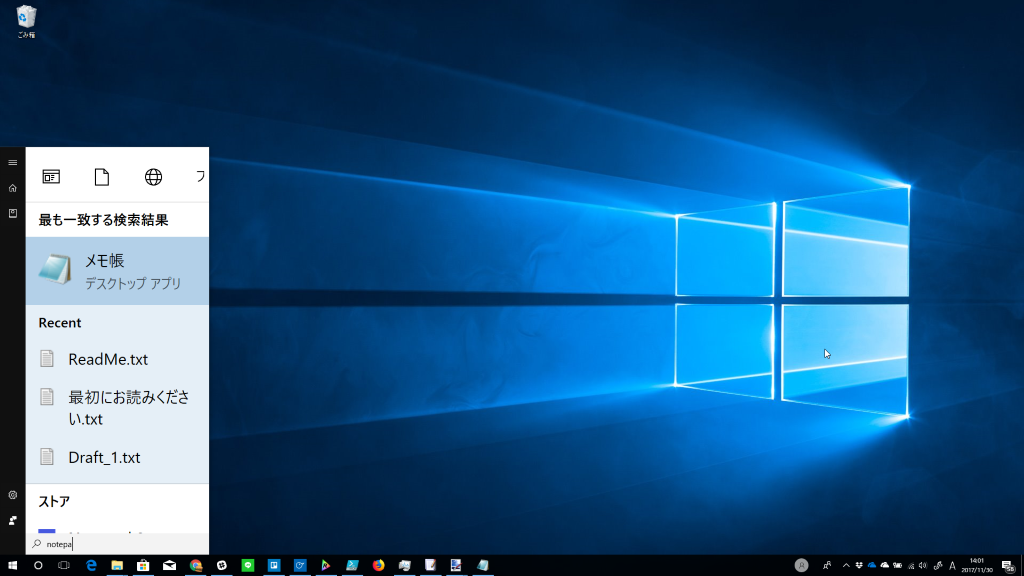 ごみ箱
フ
最も一致する検索結果
メモ帳
デスクトップ アプリ
Recent
ReadMe.txt
最初にお読みくださ
い.txt
Draft_1.txt
ストア
notepa
A
14:01
2017/11/30